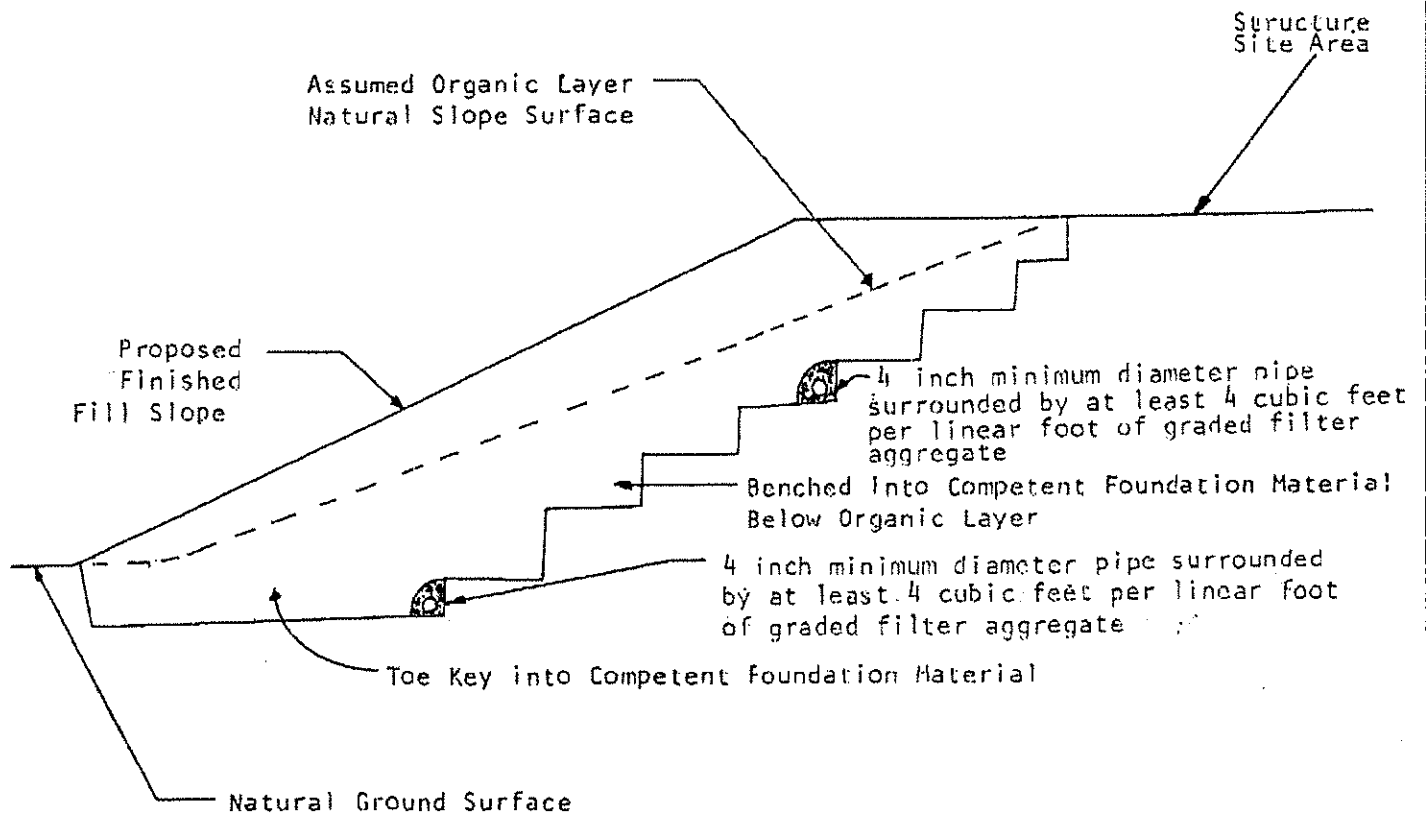 Structure
Site Area
Assumed Organic Layer
Natural Slope Surface
Proposed
Finished
Fill Slope
4 inch minimum diameter pipe
surrounded by at least 4 cubic feet
per linear foot of graded filter
aggregate
Benched Into Competent Foundation Material
Below Organic Layer
4 inch minimum diameter pipe surrounded
by at least 4 cubic feet per linear foot
of graded filter aggregate
Toe Key into Competent Foundation Material
Natural Ground Surface